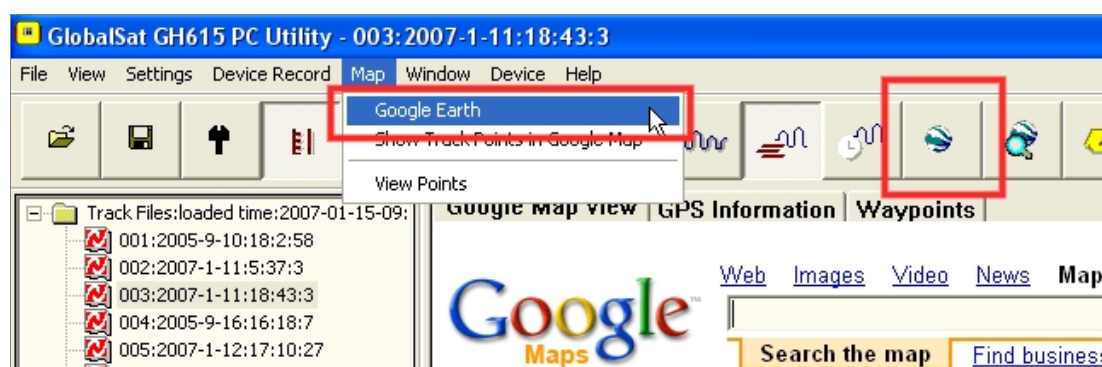 GlobalSat GH615 PC Utility - 003:2007-1-11:18:43:3
File View Settings Device Record Map Window Device Help
Google Earth
Show Track Points in Google Map
View Points
Track Files:loaded time:2007-01-15-09:
001:2005-9-10:18:2:58
002:2007-1-11:5:37:3
003:2007-1-11:18:43:3
004:2005-9-16:16:18:7
005:2007-1-12:17:10:27
Google Map View GPS Information Waypoints
Google™
Maps
Web Images Video News Map
Search the map Find busines